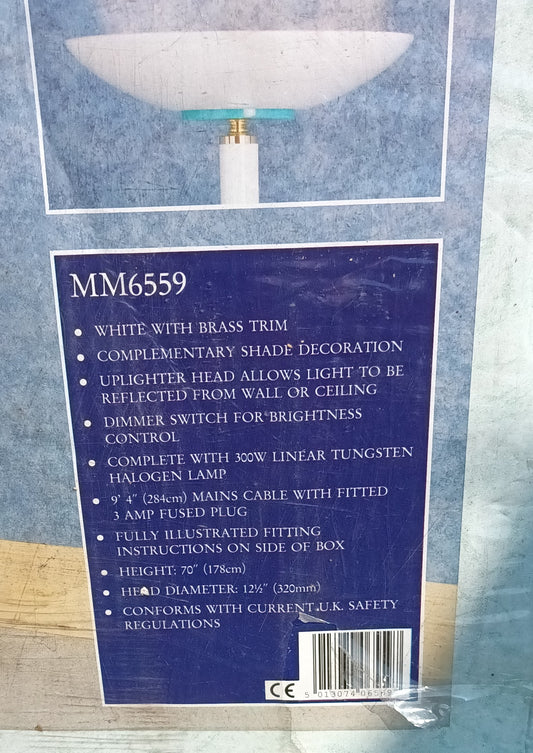 MM6559
• WHITE WITH BRASS TRIM
• COMPLEMENTARY SHADE DECORATION
• UPLIGHTER HEAD ALLOWS LIGHT TO BE
REFLECTED FROM WALL OR CEILING
• DIMMER SWITCH FOR BRIGHTNESS
CONTROL
• COMPLETE WITH 300W LINEAR TUNGSTEN
HALOGEN LAMP
• 9' 4" (284cm) MAINS CABLE WITH FITTED
3 AMP FUSED PLUG
• FULLY ILLUSTRATED FITTING
INSTRUCTIONS ON SIDE OF BOX
• HEIGHT: 70" (178cm)
• HEAD DIAMETER: 12½" (320mm)
• CONFORMS WITH CURRENT U.K. SAFETY
REGULATIONS
CE
5 013074